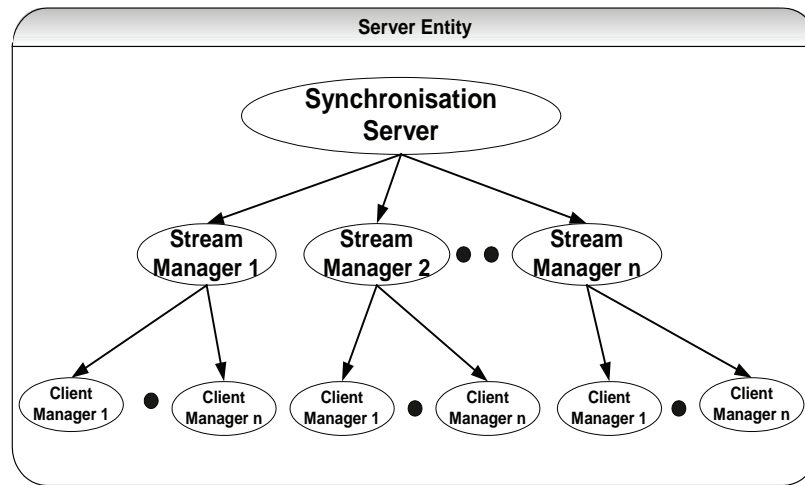 Server Entity
Synchronisation
Server
Stream
Manager 1
Stream
Manager 2
Stream
Manager n
Client
Manager 1
Client
Manager n
Client
Manager 1
Client
Manager n
Client
Manager 1
Client
Manager n